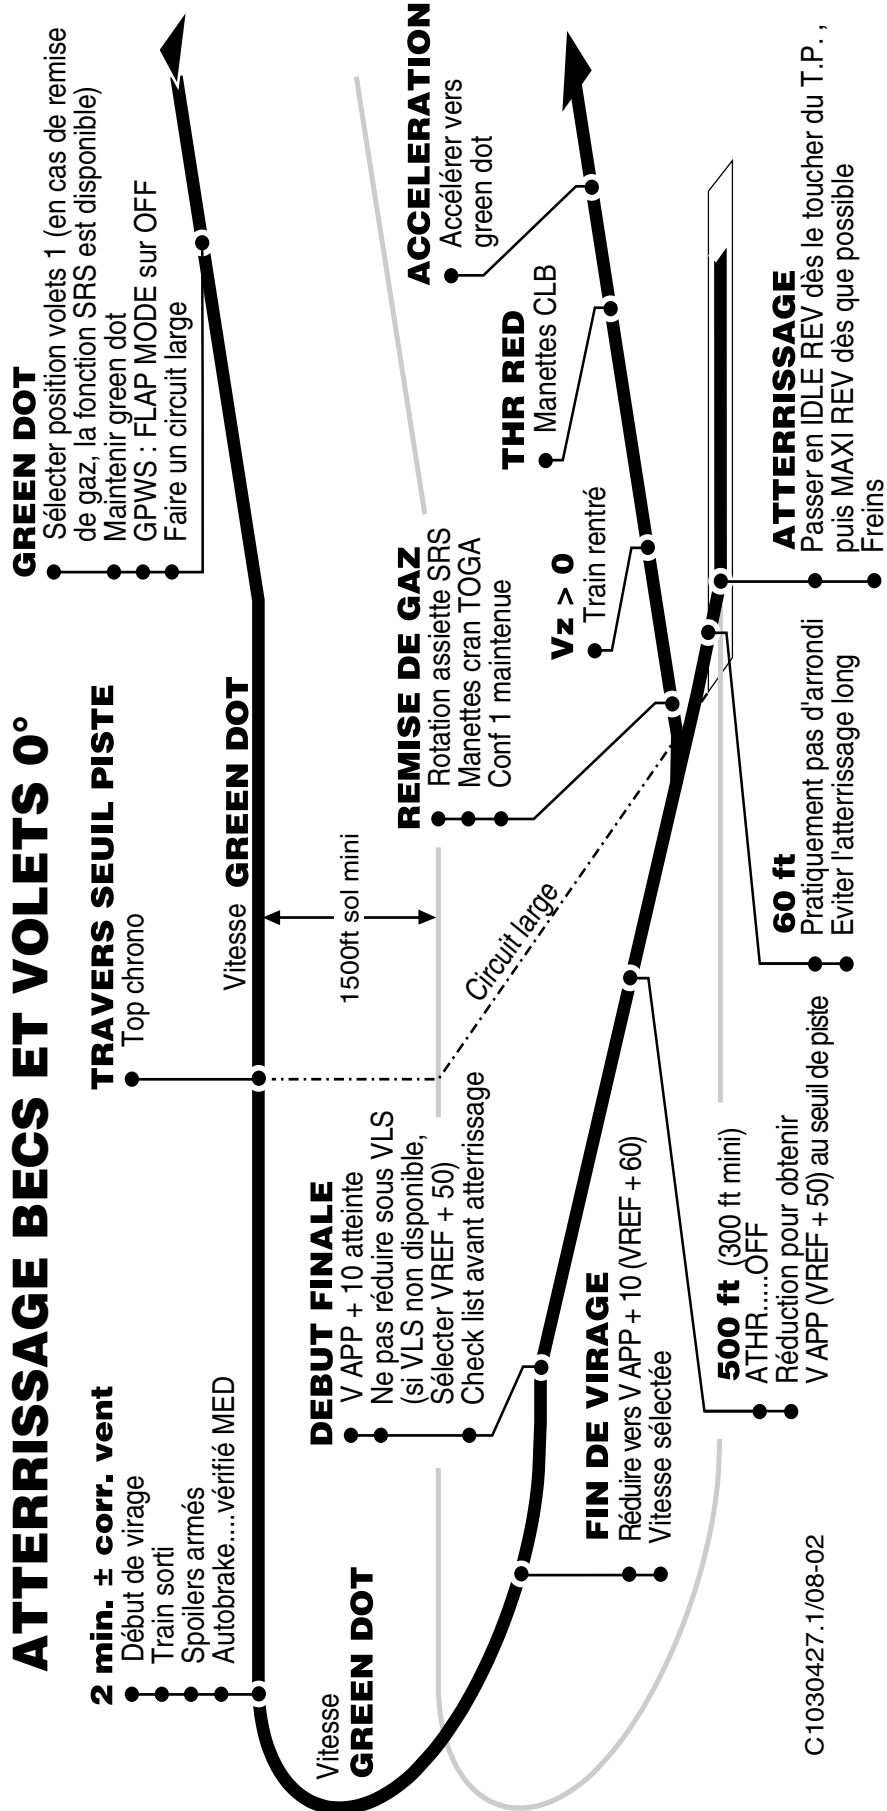 ATTERRISSAGE BECS ET VOLETS 0°
GREEN DOT
Sélecter position volets 1 (en cas de remise
de gaz, la fonction SRS est disponible)
Maintenir green dot
GPWS : FLAP MODE sur OFF
Faire un circuit large
TRAVERS SEUIL PISTE
Top chrono
2 min. ± corr. vent
Début de virage
Train sorti
Spoilers armés
Autobrake....vérifié MED
Vitesse GREEN DOT
1500ft sol mini
Circuit large
Vitesse
GREEN DOT
DEBUT FINALE
V APP + 10 atteinte
Ne pas réduire sous VLS
(si VLS non disponible,
Sélecter VREF + 50)
Check list avant atterrissage
REMISE DE GAZ
Rotation assiette SRS
Manettes cran TOGA
Conf 1 maintenue
ACCELERATION
Accélérer vers
green dot
THR RED
Manettes CLB
Vz > 0
Train rentré
FIN DE VIRAGE
Réduire vers V APP + 10 (VREF + 60)
Vitesse sélectée
500 ft (300 ft mini)
ATHR.....OFF
Réduction pour obtenir
V APP (VREF + 50) au seuil de piste
60 ft
Pratiquement pas d'arrondi
Eviter l'atterrissage long
ATTERRISSAGE
Passer en IDLE REV dès le toucher du T.P. ,
puis MAXI REV dès que possible
Freins
C1030427.1/08-02